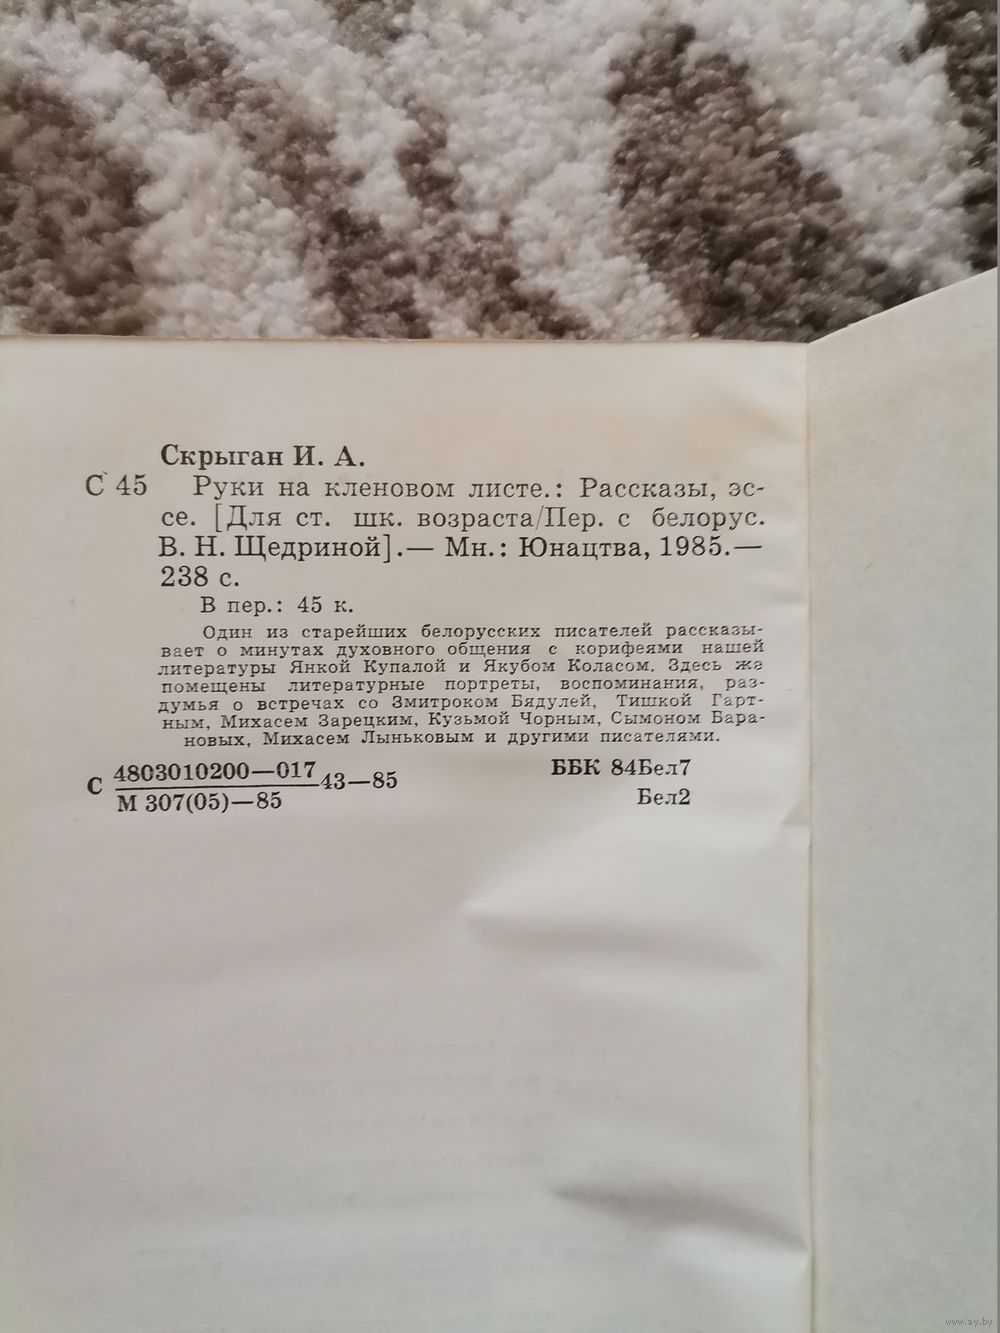 Скрыган И. А.
С 45 Руки на кленовом листе.: Рассказы, эс-
се. [Для ст. шк. возраста/Пер. с белорус.
В. Н. Щедриной].— Мн.: Юнацтва, 1985.—
238 с.
В пер.: 45 к.
Один из старейших белорусских писателей рассказы-
вает о минутах духовного общения с корифеями нашей
литературы Янкой Купалой и Якубом Коласом. Здесь же
помещены литературные портреты, воспоминания, раз-
думья о встречах со Змитроком Бядулей, Тишкой Гарт-
ным, Михасем Зарецким, Кузьмой Чорным, Сымоном Бара-
новых, Михасем Лыньковым и другими писателями.
С 4803010200—017 43—85
М 307(05)—85
ББК 84Бел7
Бел2
www.ay.by